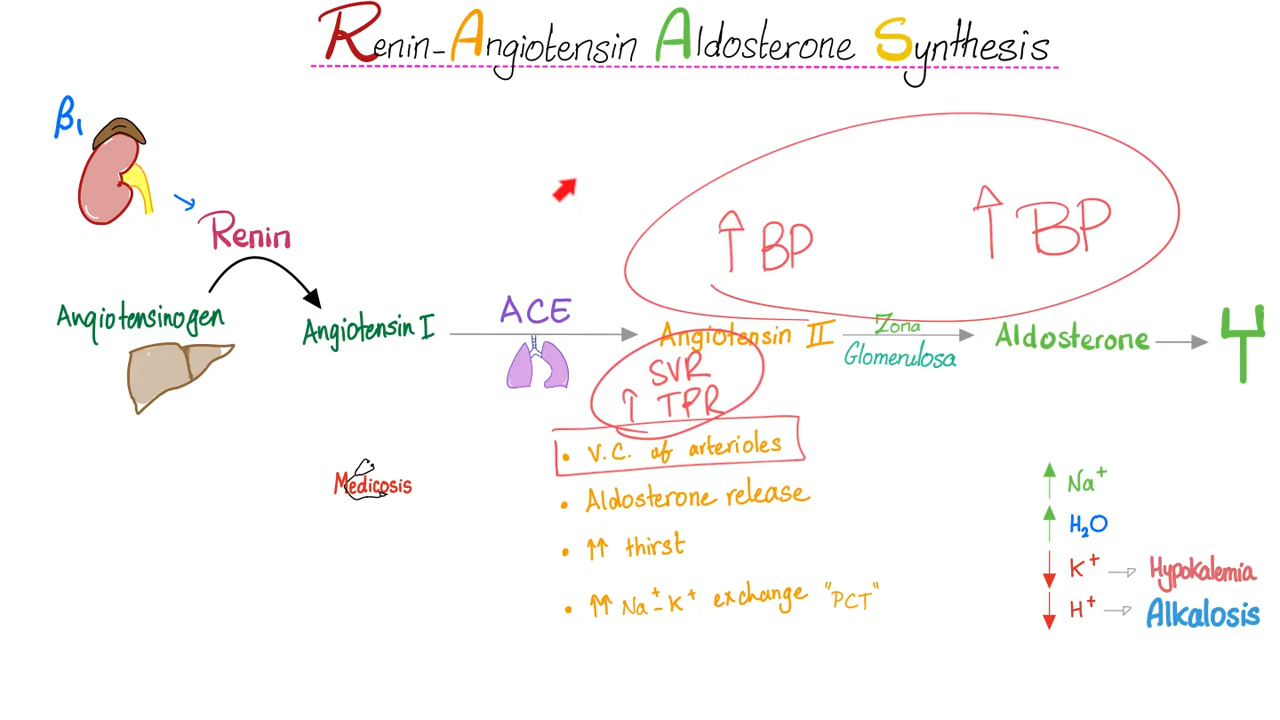 Renin-Angiotensin Aldosterone Synthesis
β1
Renin
Angiotensinogen
Angiotensin I
ACE
↑ BP
↑ BP
Angiotensin II
Zona
Glomerulosa
Aldosterone
SVR
↑ TPR
• V.C. of arterioles
• Aldosterone release
• ↑↑ thirst
• ↑↑ Na+-K+ exchange "PCT"
Medicosis
↑ Na+
↑ H2O
↓ K+ → Hypokalemia
↓ H+ → Alkalosis